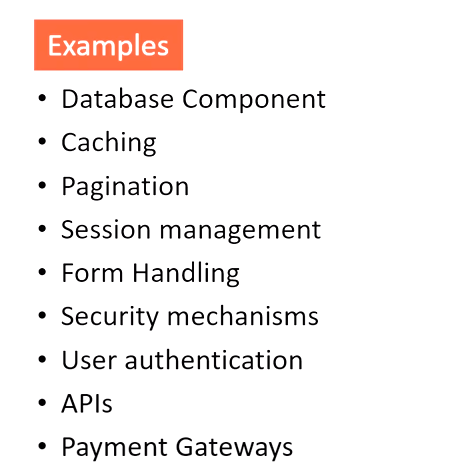 Examples
• Database Component
• Caching
• Pagination
• Session management
• Form Handling
• Security mechanisms
• User authentication
• APIs
• Payment Gateways